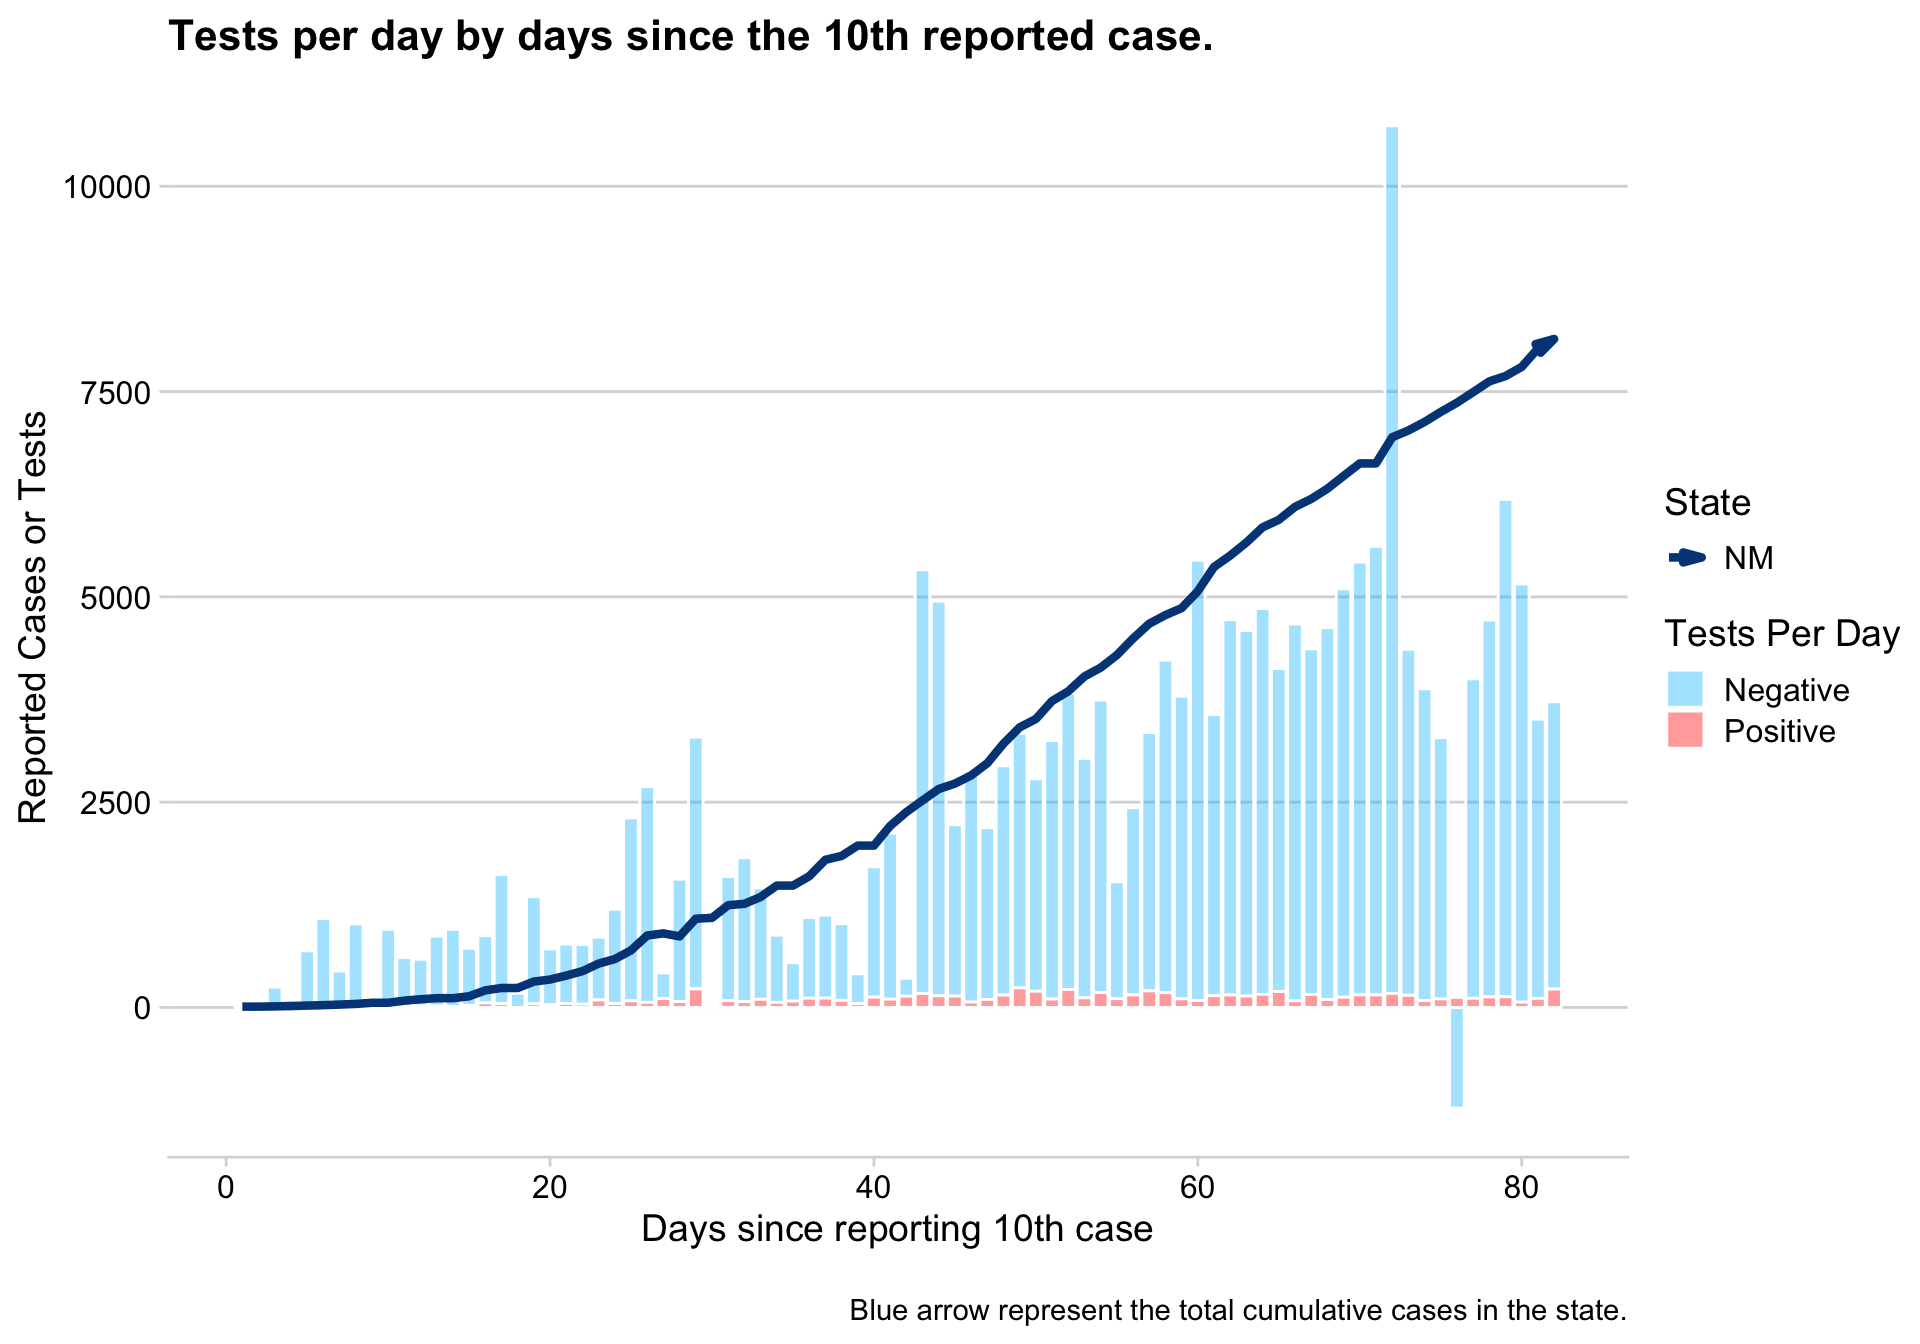 Tests per day by days since the 10th reported case.
10000
7500
5000
2500
0
Reported Cases or Tests
0 20 40 60 80
Days since reporting 10th case
State
NM
Tests Per Day
Negative
Positive
Blue arrow represent the total cumulative cases in the state.